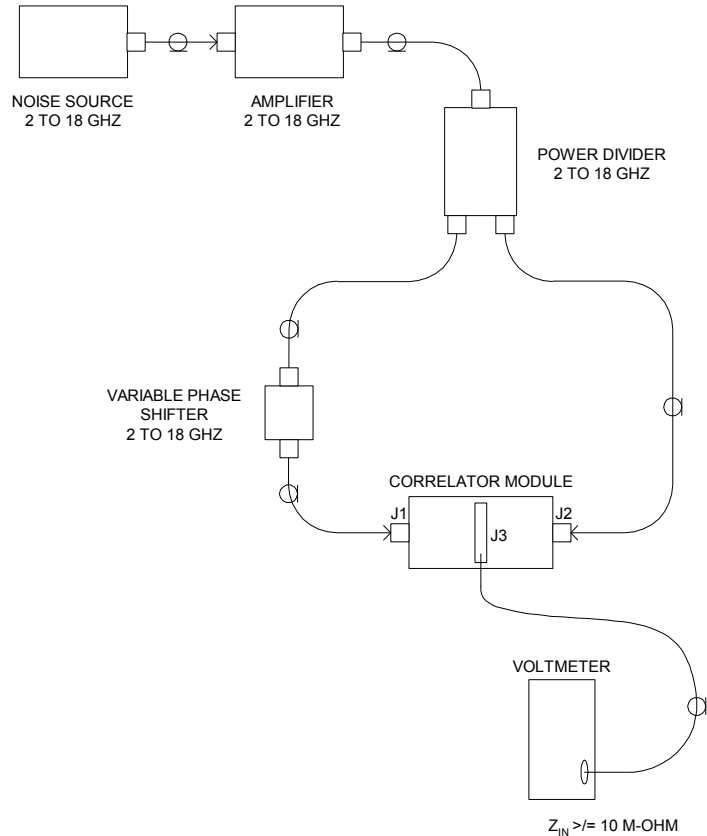 NOISE SOURCE
2 TO 18 GHZ
AMPLIFIER
2 TO 18 GHZ
POWER DIVIDER
2 TO 18 GHZ
VARIABLE PHASE
SHIFTER
2 TO 18 GHZ
CORRELATOR MODULE
J1
J2
J3
VOLTMETER
Z_IN >/= 10 M-OHM